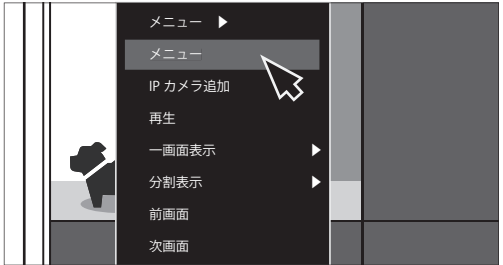 メニュー ▶
メニュー
IP カメラ追加
再生
一画面表示 ▶
分割表示 ▶
前画面
次画面